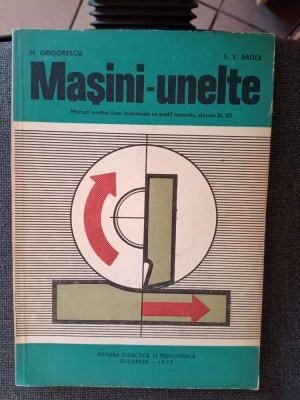 H. GRIGORESCU S. V. BADEA
Mașini-unelte
Manual pentru licee industriale cu profil mecanic, clasele XI, XII
EDITURA DIDACTICĂ ȘI PEDAGOGICĂ
BUCUREȘTI –